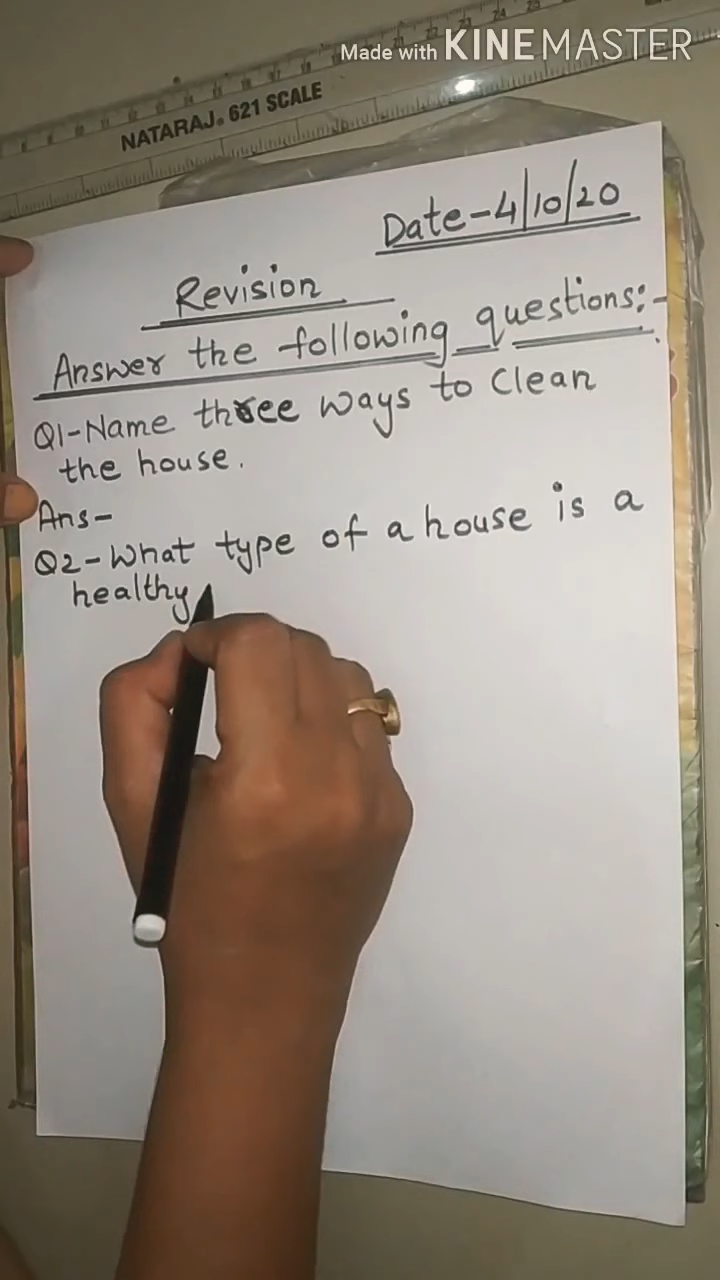 Made with KINEMASTER
NATARAJ 621 SCALE
Date-4/10/20
Revision
Answer the following questions:-
Q1-Name three ways to Clean
the house.
Ans-
Q2-What type of a house is a
healthy